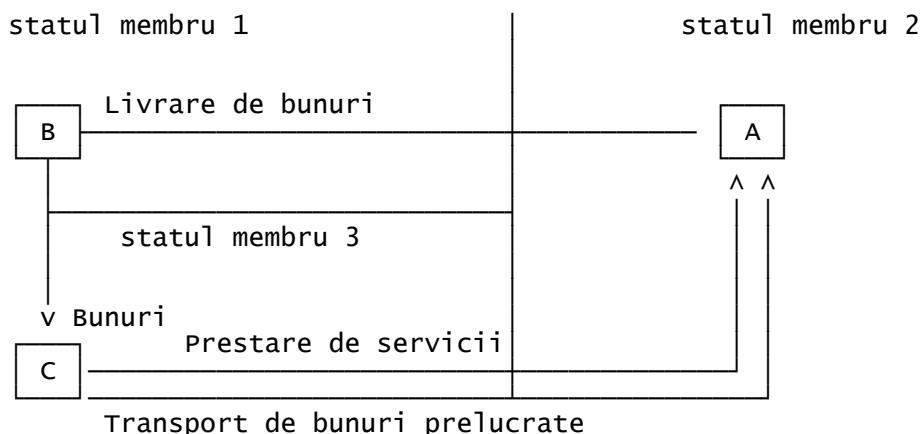 statul membru 1 statul membru 2
Livrare de bunuri
B A
statul membru 3
Bunuri
Prestare de servicii
C
Transport de bunuri prelucrate